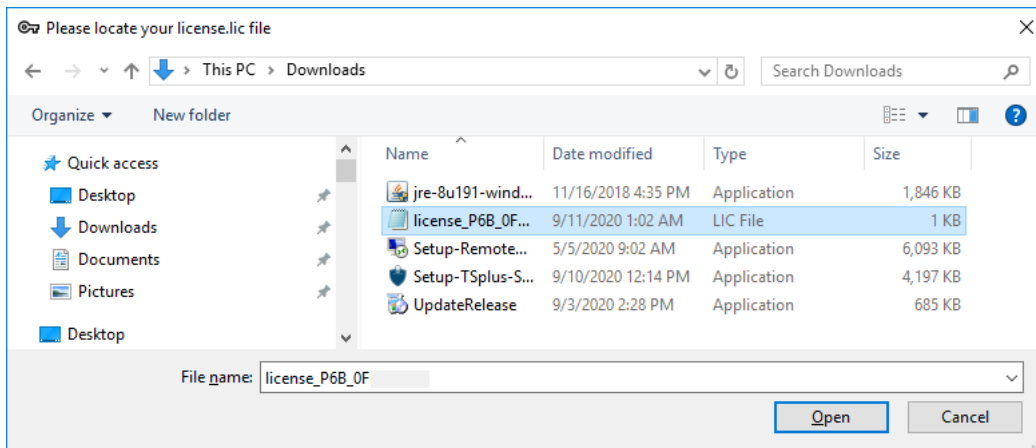 Please locate your license.lic file
This PC > Downloads
Search Downloads
Organize
New folder
Quick access
Desktop
Downloads
Documents
Pictures
Desktop
Name Date modified Type Size
jre-8u191-wind... 11/16/2018 4:35 PM Application 1,846 KB
license_P6B_0F... 9/11/2020 1:02 AM LIC File 1 KB
Setup-Remote... 5/5/2020 9:02 AM Application 6,093 KB
Setup-TSplus-S... 9/10/2020 12:14 PM Application 4,197 KB
UpdateRelease 9/3/2020 2:28 PM Application 685 KB
File name: license_P6B_0F
Open Cancel